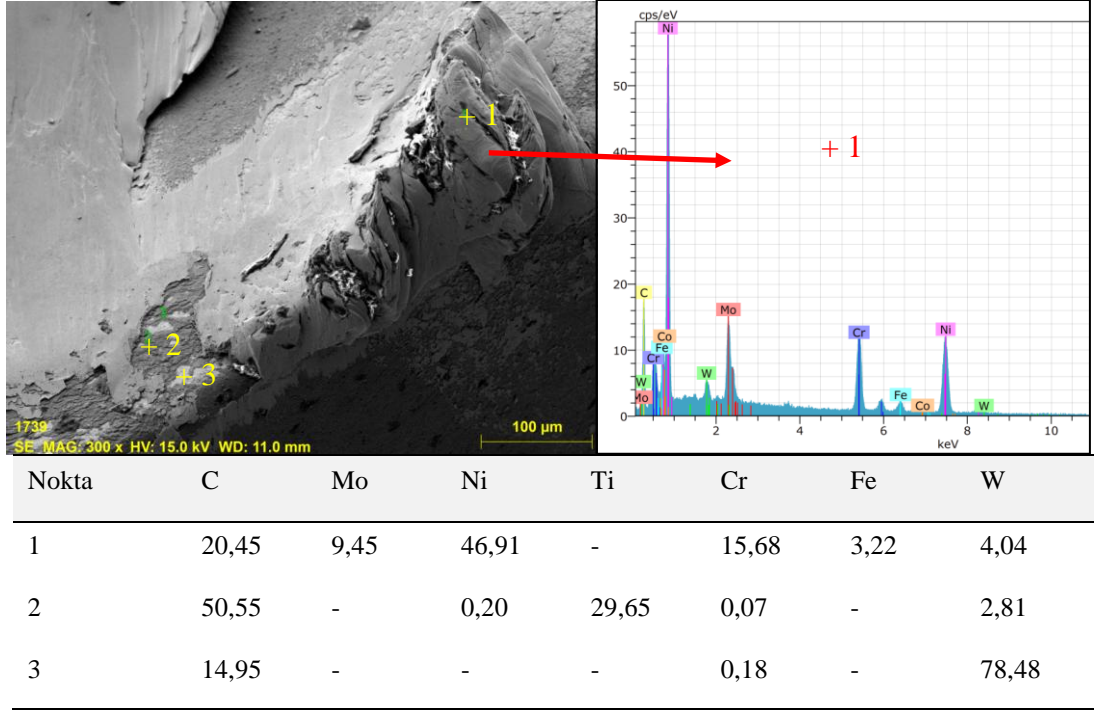 + 1
+ 2
+ 3
1739
SE MAG: 300 x HV: 15.0 kV WD: 11.0 mm
100 µm
cps/eV
Ni
50
+ 1
40
30
20
C
Mo
Co
Cr
Ni
Fe
10
Cr
W
W
Fe
Mo
Co
W
0
2
4
6
8
10
keV
Nokta C Mo Ni Ti Cr Fe W
1 20,45 9,45 46,91 - 15,68 3,22 4,04
2 50,55 - 0,20 29,65 0,07 - 2,81
3 14,95 - - - 0,18 - 78,48